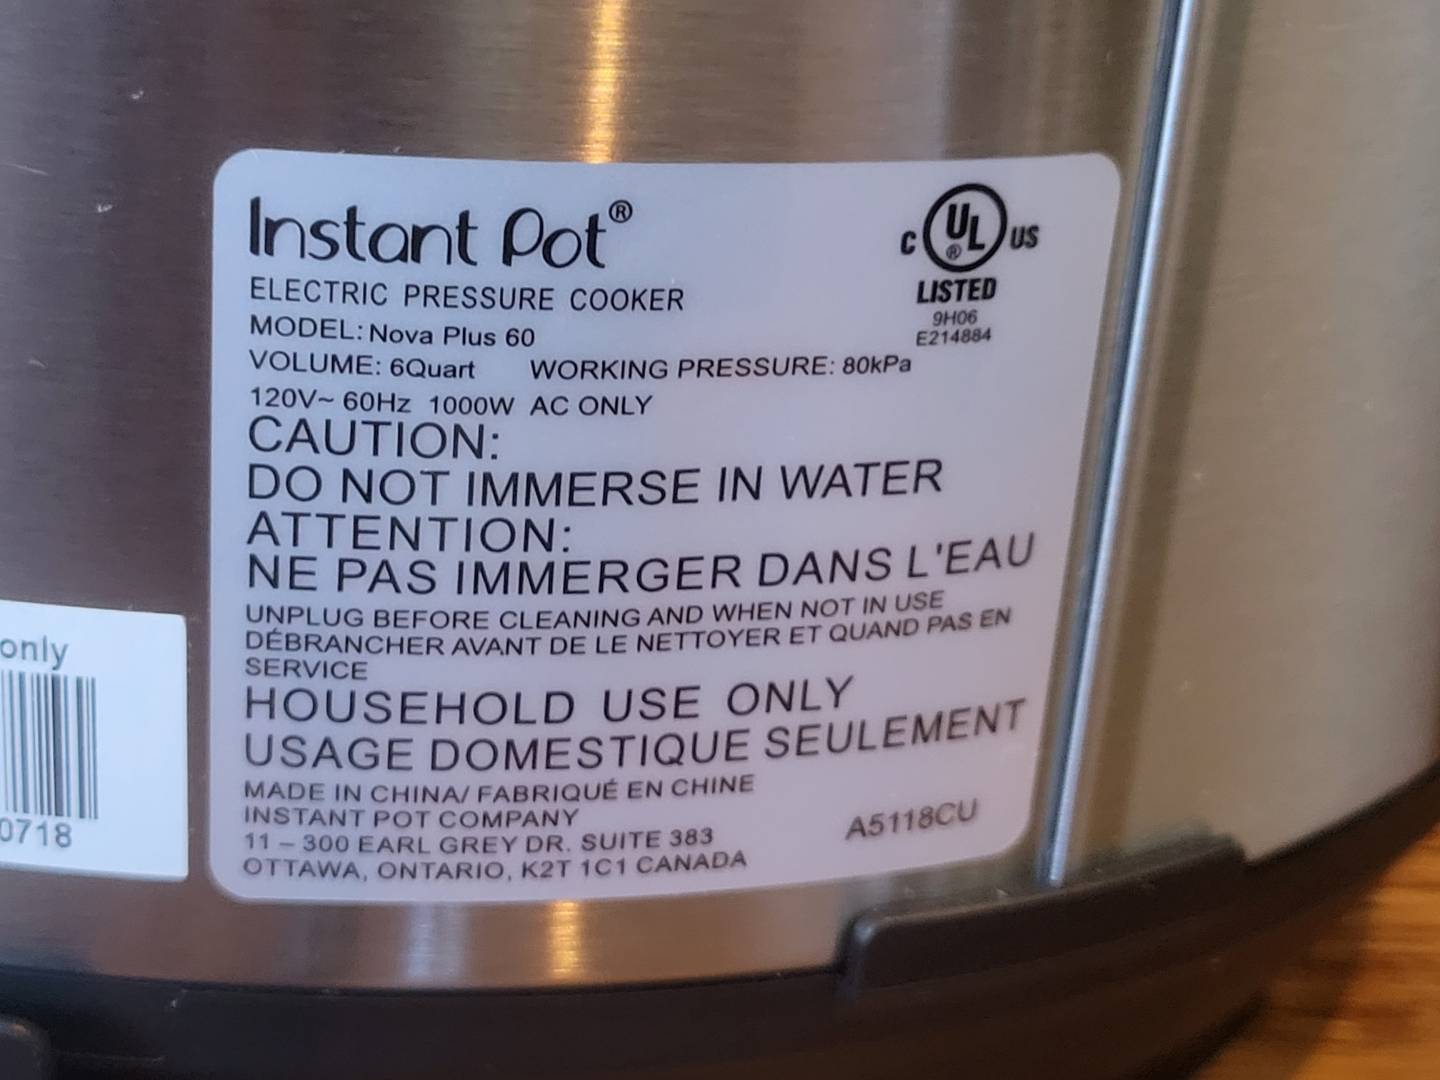 Instant Pot®
C UL® US
LISTED
9H06
E214884
ELECTRIC PRESSURE COOKER
MODEL: Nova Plus 60
VOLUME: 6Quart WORKING PRESSURE: 80kPa
120V~ 60Hz 1000W AC ONLY
CAUTION:
DO NOT IMMERSE IN WATER
ATTENTION:
NE PAS IMMERGER DANS L'EAU
UNPLUG BEFORE CLEANING AND WHEN NOT IN USE
DÉBRANCHER AVANT DE LE NETTOYER ET QUAND PAS EN
SERVICE
HOUSEHOLD USE ONLY
USAGE DOMESTIQUE SEULEMENT
MADE IN CHINA/ FABRIQUÉ EN CHINE
INSTANT POT COMPANY
11 – 300 EARL GREY DR. SUITE 383
OTTAWA, ONTARIO, K2T 1C1 CANADA
A5118CU
only
0718